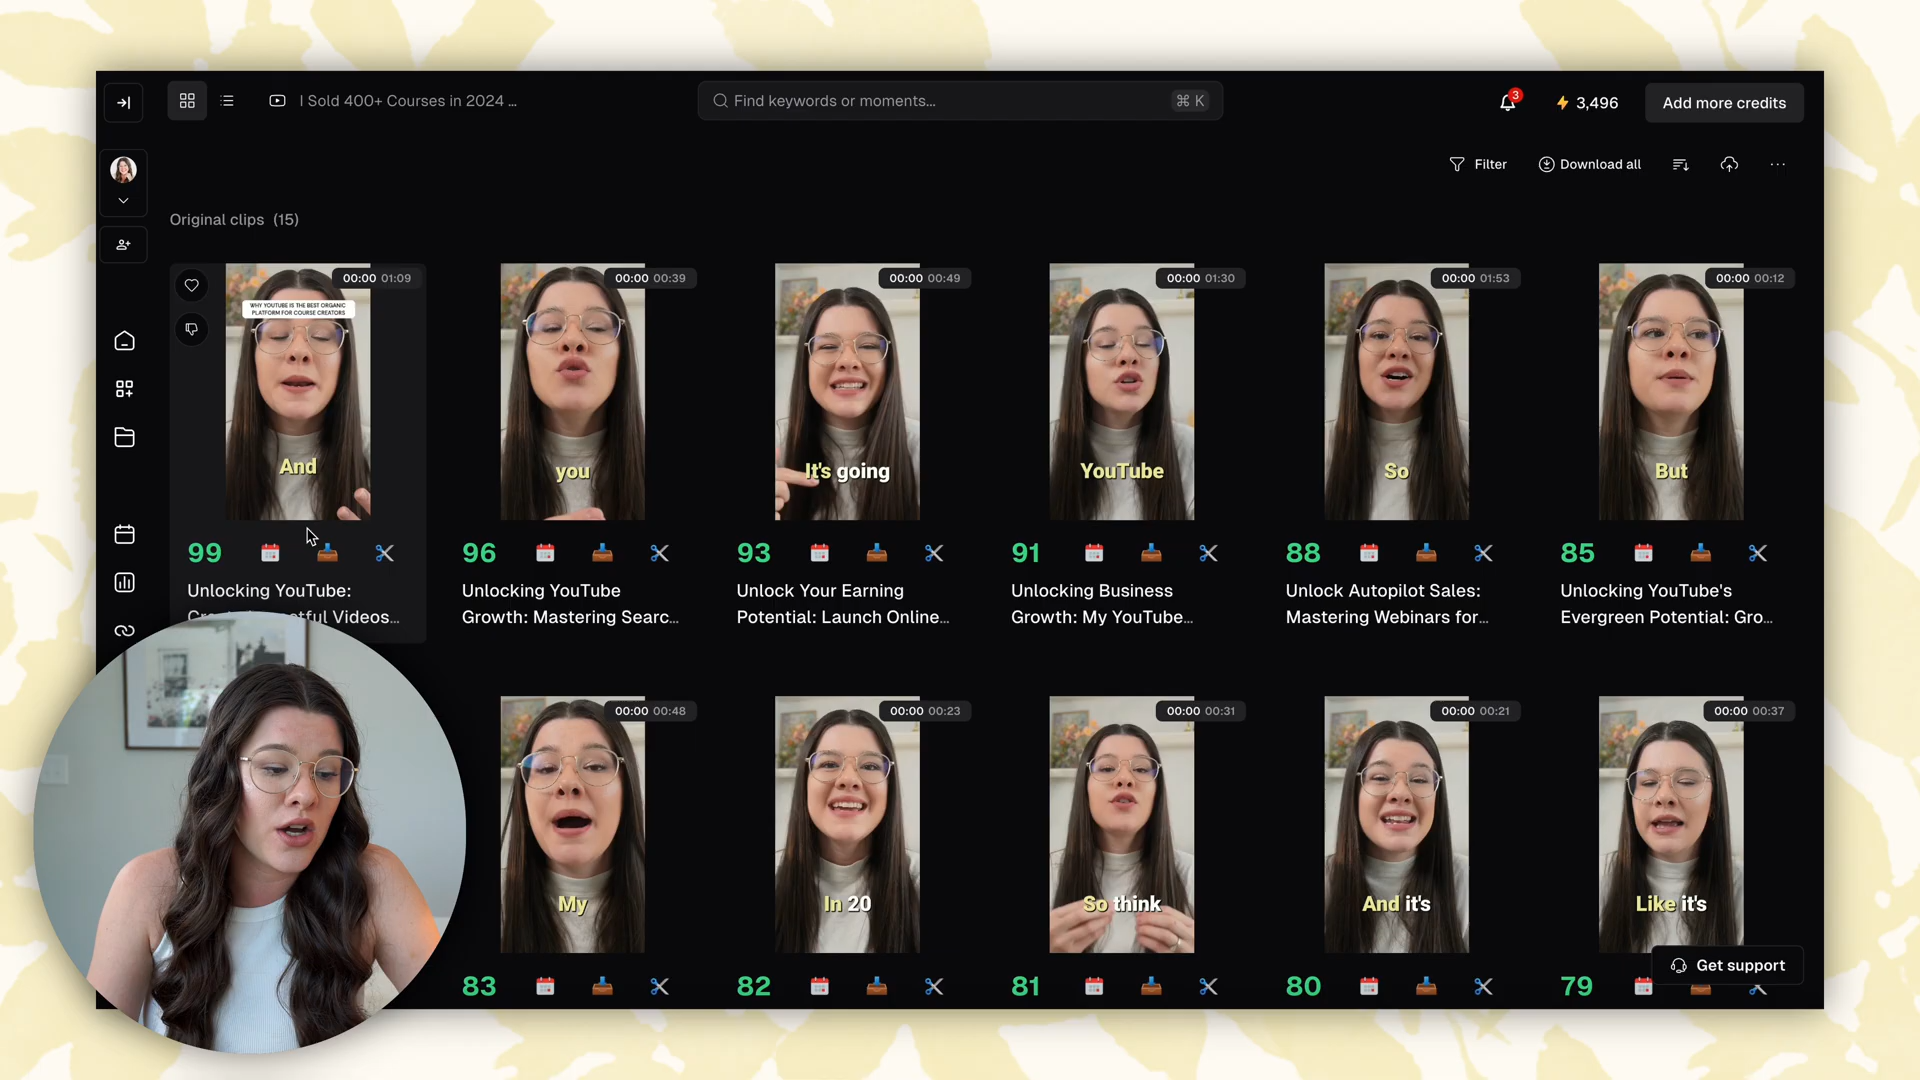 I Sold 400+ Courses in 2024 ...
Find keywords or moments...
⌘ K
3
3,496
Add more credits
Filter
Download all
...
Original clips (15)
00:00 01:09
00:00 00:39
00:00 00:49
00:00 01:30
00:00 01:53
00:00 00:12
WHY YOUTUBE IS THE BEST ORGANIC
PLATFORM FOR COURSE CREATORS
And
you
It's going
YouTube
So
But
99
96
93
91
88
85
Unlocking YouTube:
Videos...
Unlocking YouTube
Growth: Mastering Searc...
Unlock Your Earning
Potential: Launch Online...
Unlocking Business
Growth: My YouTube...
Unlock Autopilot Sales:
Mastering Webinars for...
Unlocking YouTube's
Evergreen Potential: Gro...
00:00 00:48
00:00 00:23
00:00 00:31
00:00 00:21
00:00 00:37
My
In 20
So think
And it's
Like it's
83
82
81
80
79
Get support